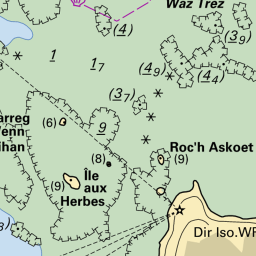 Waz Trez
(4)
(3₉)
1
1₇
(4₉)
(4₄)
(3₇)
arreg
Venn
ihan
(6)
9
Roc'h Askoet
(8)
(9)
Île
aux
Herbes
(9)
Dir Iso.WR